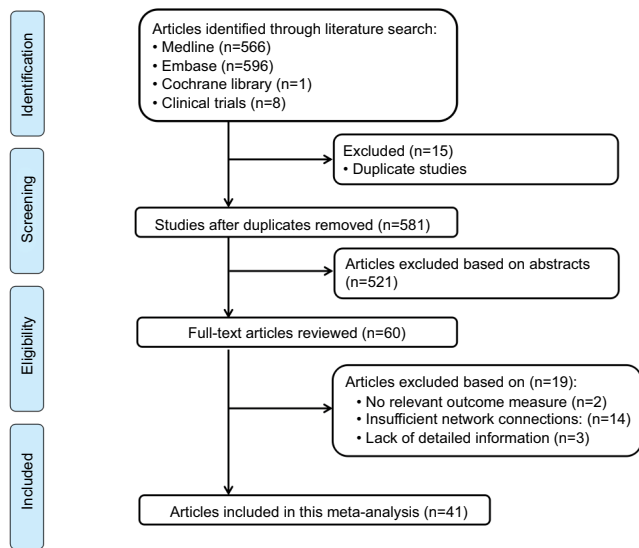 Identification
Articles identified through literature search:
• Medline (n=566)
• Embase (n=596)
• Cochrane library (n=1)
• Clinical trials (n=8)
Excluded (n=15)
• Duplicate studies
Screening
Studies after duplicates removed (n=581)
Articles excluded based on abstracts
(n=521)
Eligibility
Full-text articles reviewed (n=60)
Articles excluded based on (n=19):
• No relevant outcome measure (n=2)
• Insufficient network connections: (n=14)
• Lack of detailed information (n=3)
Included
Articles included in this meta-analysis (n=41)